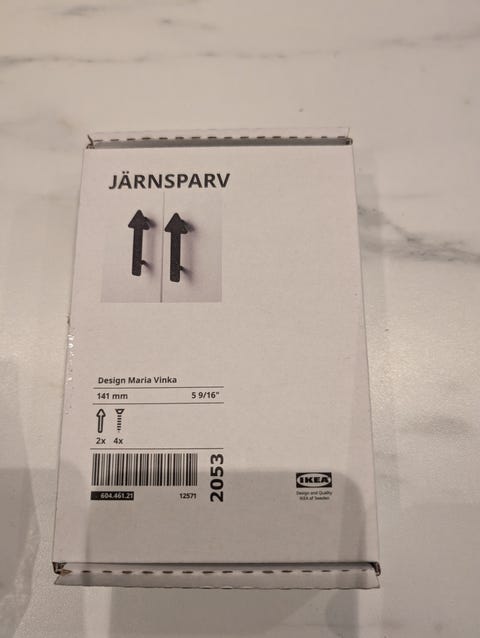 JÄRNSPARV
Design Maria Vinka
141 mm 5 9/16"
2x 4x
2053
604.461.21 12571
IKEA
Design and Quality
IKEA of Sweden